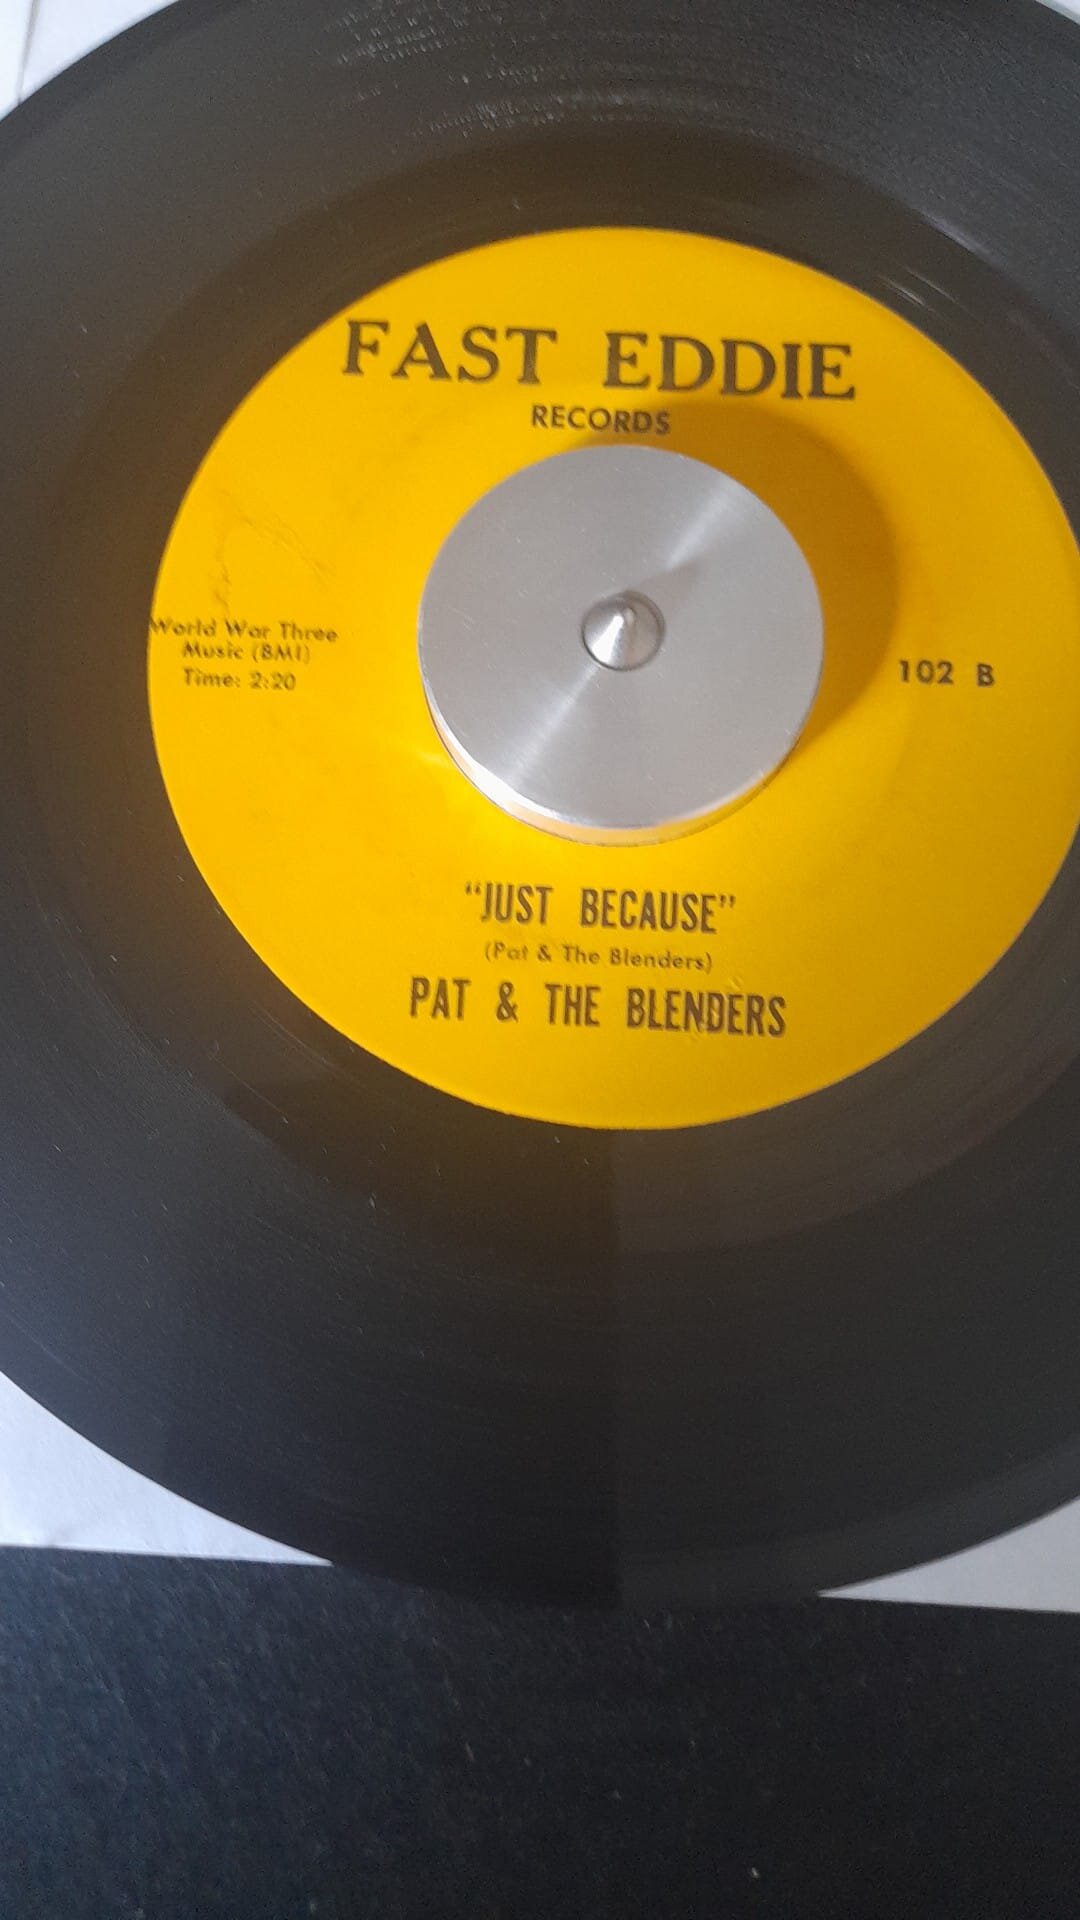 FAST EDDIE
RECORDS
World War Three
Music (BMI)
Time: 2:20
102 B
“JUST BECAUSE”
(Pat & The Blenders)
PAT & THE BLENDERS